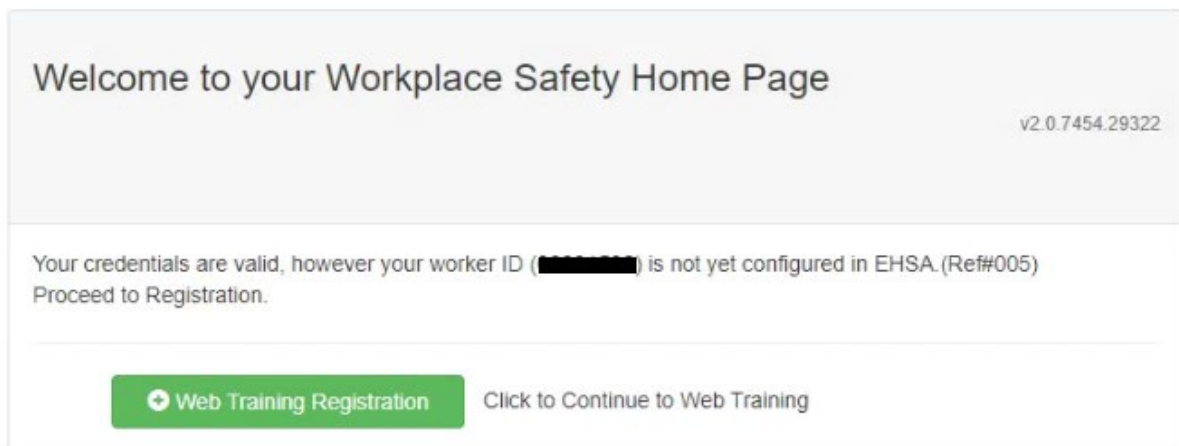 Welcome to your Workplace Safety Home Page
v2.0.7454.29322
Your credentials are valid, however your worker ID () is not yet configured in EHSA.(Ref#005)
Proceed to Registration.
Web Training Registration Click to Continue to Web Training